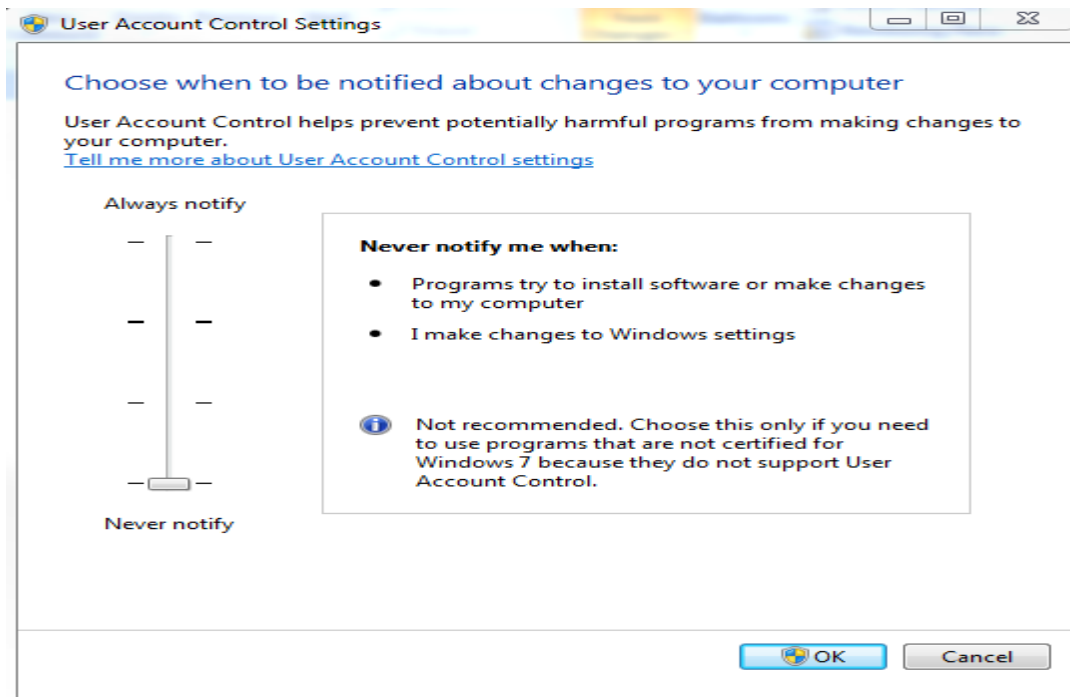 User Account Control Settings
Choose when to be notified about changes to your computer
User Account Control helps prevent potentially harmful programs from making changes to
your computer.
Tell me more about User Account Control settings
Always notify
Never notify me when:
Programs try to install software or make changes
to my computer
I make changes to Windows settings
Not recommended. Choose this only if you need
to use programs that are not certified for
Windows 7 because they do not support User
Account Control.
Never notify
OK
Cancel